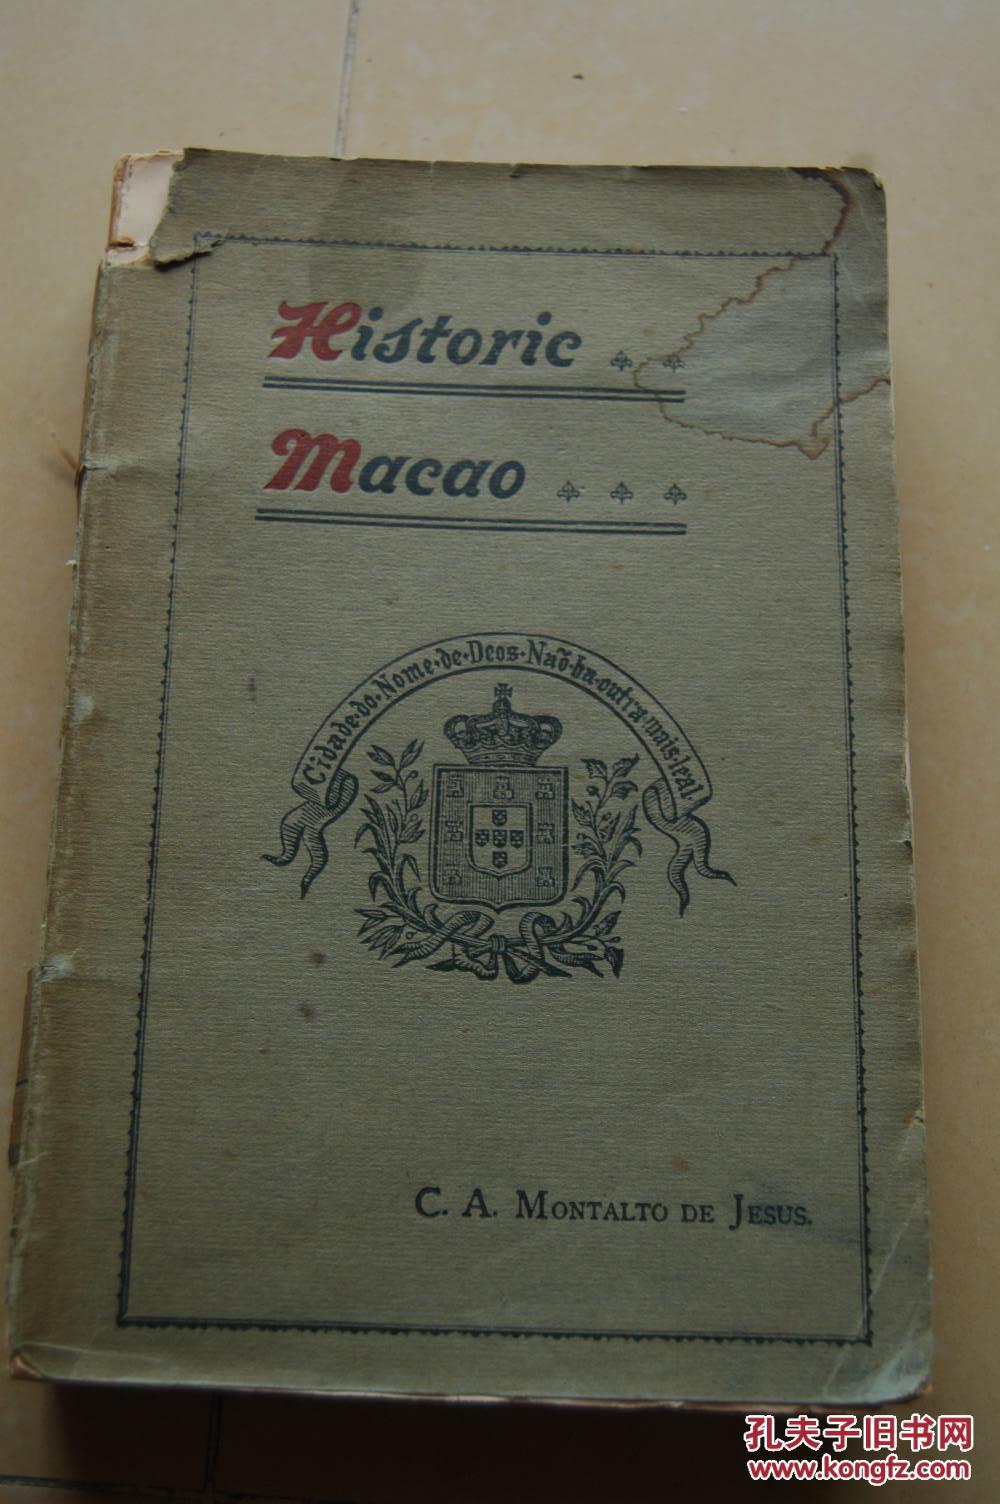 Historic
Macao
Cidade·do·Nome·de·Deos·Naõ·ha·outra·mais·leal
C. A. MONTALTO DE JESUS.
孔夫子旧书网
www.kongfz.com